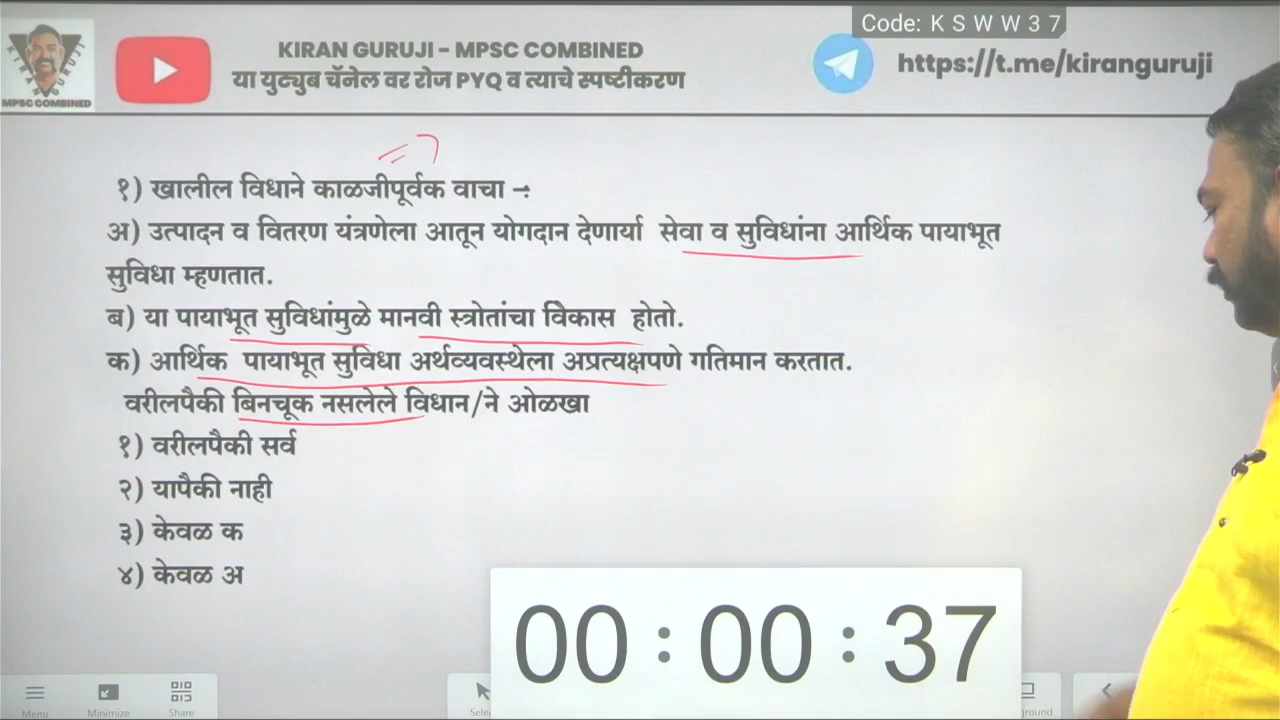 Code: K S W W 3 7
KIRAN GURUJI
MPSC COMBINED
KIRAN GURUJI - MPSC COMBINED
या युट्युब चॅनेल वर रोज PYQ व त्याचे स्पष्टीकरण
https://t.me/kiranguruji
१) खालील विधाने काळजीपूर्वक वाचा -:
अ) उत्पादन व वितरण यंत्रणेला आतून योगदान देणार्या सेवा व सुविधांना आर्थिक पायाभूत
सुविधा म्हणतात.
ब) या पायाभूत सुविधांमुळे मानवी स्त्रोतांचा विकास होतो.
क) आर्थिक पायाभूत सुविधा अर्थव्यवस्थेला अप्रत्यक्षपणे गतिमान करतात.
वरीलपैकी बिनचूक नसलेले विधान/ने ओळखा
१) वरीलपैकी सर्व
२) यापैकी नाही
३) केवळ क
४) केवळ अ
00 : 00 : 37
Menu
Minimize
Share